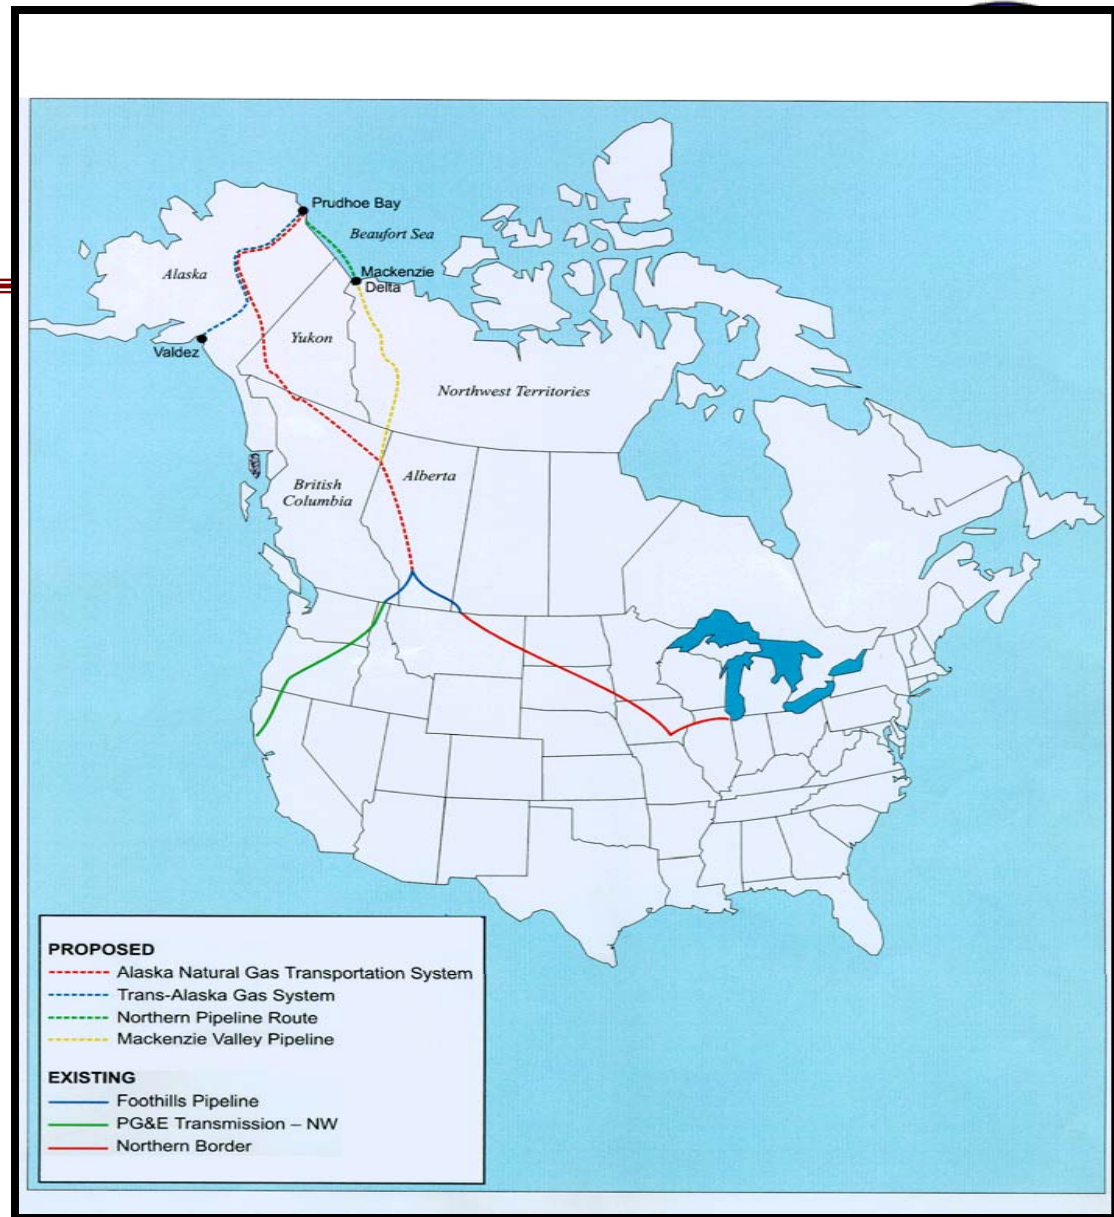 Prudhoe Bay
Beaufort Sea
Alaska
Mackenzie
Delta
Yukon
Valdez
Northwest Territories
British
Columbia
Alberta
PROPOSED
Alaska Natural Gas Transportation System
Trans-Alaska Gas System
Northern Pipeline Route
Mackenzie Valley Pipeline
EXISTING
Foothills Pipeline
PG&E Transmission – NW
Northern Border